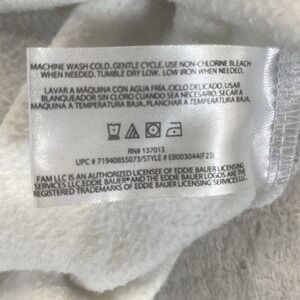 MACHINE WASH COLD. GENTLE CYCLE. USE NON-CHLORINE BLEACH
WHEN NEEDED. TUMBLE DRY LOW. LOW IRON WHEN NEEDED.
LAVAR A MÁQUINA CON AGUA FRÍA. CICLO DELICADO. USAR
BLANQUEADOR SIN CLORO CUANDO SEA NECESARIO. SECAR A
MÁQUINA A TEMPERATURA BAJA. PLANCHAR A TEMPERATURA BAJA.
RN# 137013
UPC # 71940855073/STYLE # EB003044(F23)
FAM LLC IS AN AUTHORIZED LICENSEE OF EDDIE BAUER LICENSING
SERVICES LLC.EDDIE BAUER® AND THE EDDIE BAUER LOGOS ARE THE
REGISTERED TRADEMARKS OF EDDIE BAUER LICENSING SERVICES LLC.